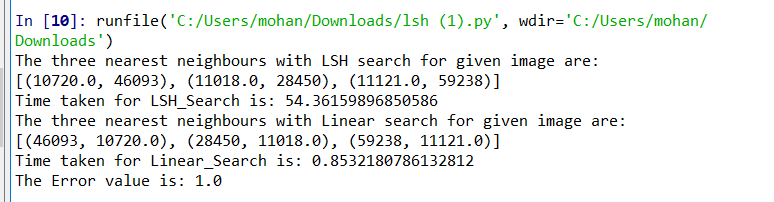 In [10]: runfile('C:/Users/mohan/Downloads/lsh (1).py', wdir='C:/Users/mohan/
Downloads')
The three nearest neighbours with LSH search for given image are:
[(10720.0, 46093), (11018.0, 28450), (11121.0, 59238)]
Time taken for LSH_Search is: 54.36159896850586
The three nearest neighbours with Linear search for given image are:
[(46093, 10720.0), (28450, 11018.0), (59238, 11121.0)]
Time taken for Linear_Search is: 0.8532180786132812
The Error value is: 1.0